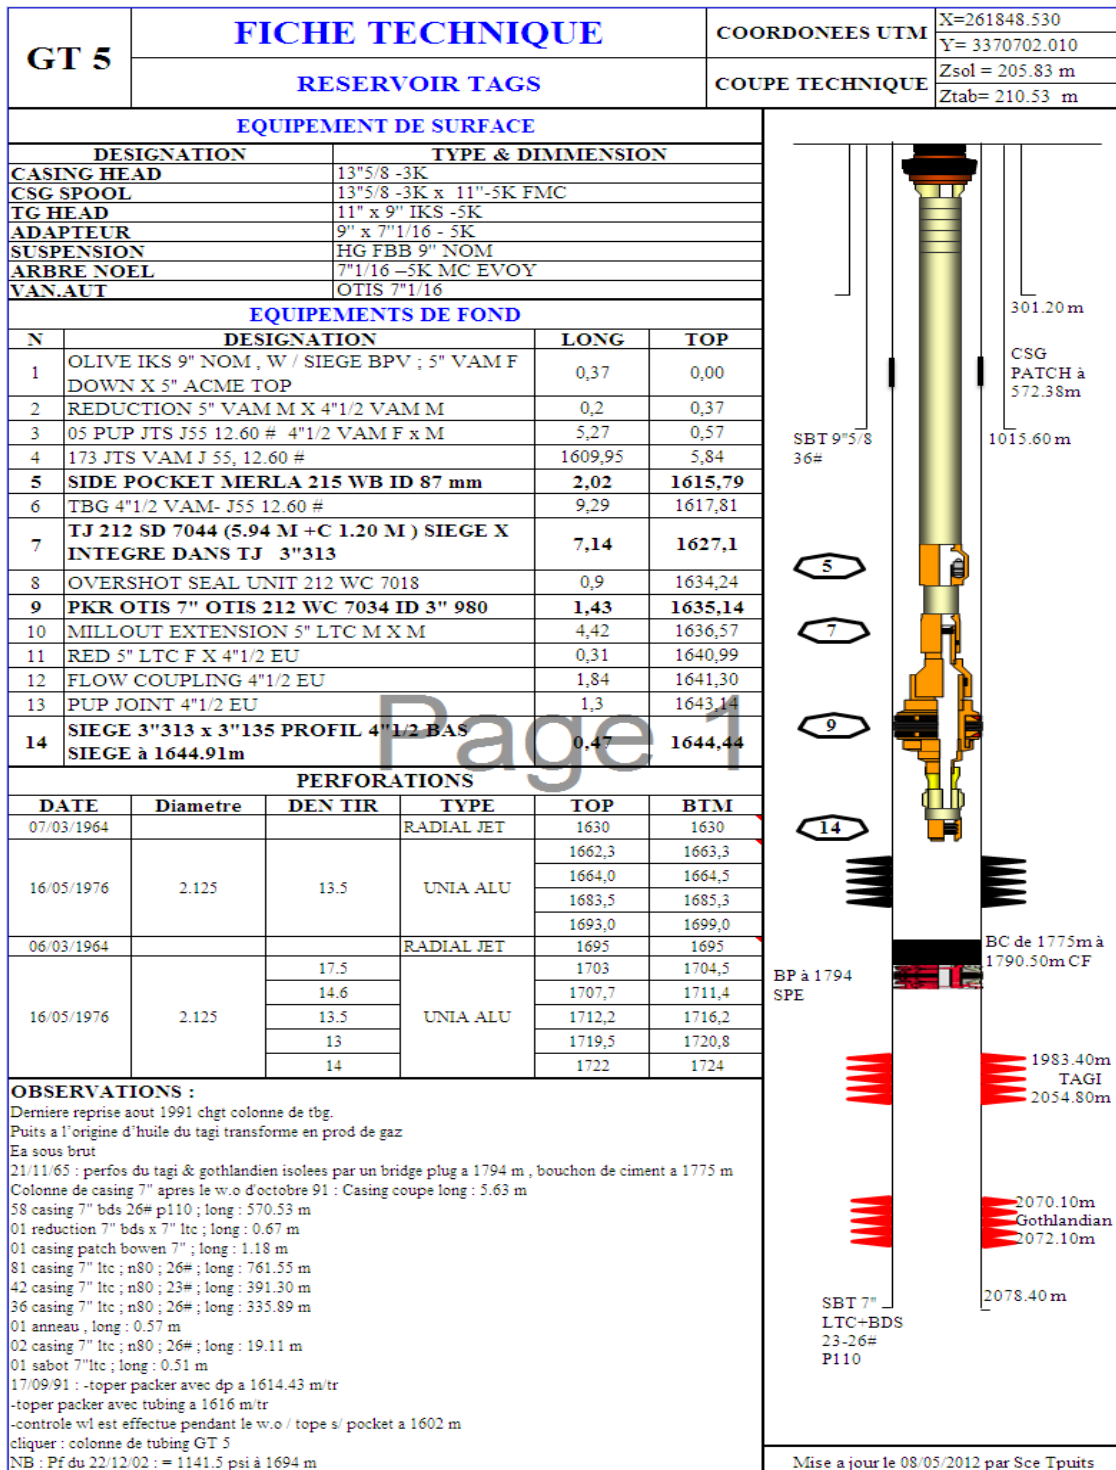 GT 5
FICHE TECHNIQUE
RESERVOIR TAGS
COORDONEES UTM
X=261848.530
Y= 3370702.010
COUPE TECHNIQUE
Zsol = 205.83 m
Ztab= 210.53 m
EQUIPEMENT DE SURFACE
DESIGNATION TYPE & DIMMENSION
CASING HEAD 13"5/8 -3K
CSG SPOOL 13"5/8 -3K x 11"-5K FMC
TG HEAD 11" x 9" IKS -5K
ADAPTEUR 9" x 7"1/16 - 5K
SUSPENSION HG FBB 9" NOM
ARBRE NOEL 7"1/16 –5K MC EVOY
VAN.AUT OTIS 7"1/16
EQUIPEMENTS DE FOND
N DESIGNATION LONG TOP
1 OLIVE IKS 9" NOM , W / SIEGE BPV ; 5" VAM F
DOWN X 5" ACME TOP 0,37 0,00
2 REDUCTION 5" VAM M X 4"1/2 VAM M 0,2 0,37
3 05 PUP JTS J55 12.60 # 4"1/2 VAM F x M 5,27 0,57
4 173 JTS VAM J 55, 12.60 # 1609,95 5,84
5 SIDE POCKET MERLA 215 WB ID 87 mm 2,02 1615,79
6 TBG 4"1/2 VAM- J55 12.60 # 9,29 1617,81
7 TJ 212 SD 7044 (5.94 M +C 1.20 M ) SIEGE X
INTEGRE DANS TJ 3"313 7,14 1627,1
8 OVERSHOT SEAL UNIT 212 WC 7018 0,9 1634,24
9 PKR OTIS 7" OTIS 212 WC 7034 ID 3" 980 1,43 1635,14
10 MILLOUT EXTENSION 5" LTC M X M 4,42 1636,57
11 RED 5" LTC F X 4"1/2 EU 0,31 1640,99
12 FLOW COUPLING 4"1/2 EU 1,84 1641,30
13 PUP JOINT 4"1/2 EU 1,3 1643,14
14 SIEGE 3"313 x 3"135 PROFIL 4"1/2 BAS
SIEGE à 1644.91m 0,47 1644,44
Page 1
PERFORATIONS
DATE Diametre DEN TIR TYPE TOP BTM
07/03/1964 RADIAL JET 1630 1630
16/05/1976 2.125 13.5 UNIA ALU
1662,3 1663,3
1664,0 1664,5
1683,5 1685,3
1693,0 1699,0
06/03/1964 RADIAL JET 1695 1695
16/05/1976 2.125 UNIA ALU
17.5 1703 1704,5
14.6 1707,7 1711,4
13.5 1712,2 1716,2
13 1719,5 1720,8
14 1722 1724
OBSERVATIONS :
Derniere reprise aout 1991 chgt colonne de tbg.
Puits a l'origine d'huile du tagi transforme en prod de gaz
Ea sous brut
21/11/65 : perfos du tagi & gothlandien isolees par un bridge plug a 1794 m , bouchon de ciment a 1775 m
Colonne de casing 7" apres le w.o d'octobre 91 : Casing coupe long : 5.63 m
58 casing 7" bds 26# p110 ; long : 570.53 m
01 reduction 7" bds x 7" ltc ; long : 0.67 m
01 casing patch bowen 7" ; long : 1.18 m
81 casing 7" ltc ; n80 ; 26# ; long : 761.55 m
42 casing 7" ltc ; n80 ; 23# ; long : 391.30 m
36 casing 7" ltc ; n80 ; 26# ; long : 335.89 m
01 anneau , long : 0.57 m
02 casing 7" ltc ; n80 ; 26# ; long : 19.11 m
01 sabot 7"ltc ; long : 0.51 m
17/09/91 : -toper packer avec dp a 1614.43 m/tr
-toper packer avec tubing a 1616 m/tr
-controle wl est effectue pendant le w.o / tope s/ pocket a 1602 m
cliquer : colonne de tubing GT 5
NB : Pf du 22/12/02 : = 1141.5 psi à 1694 m
301.20 m
CSG
PATCH à
572.38m
SBT 9"5/8
36#
1015.60 m
5
7
9
14
BC de 1775m à
1790.50m CF
BP à 1794
SPE
1983.40m
TAGI
2054.80m
2070.10m
Gothlandian
2072.10m
2078.40 m
SBT 7"
LTC+BDS
23-26#
P110
Mise a jour le 08/05/2012 par Sce Tpuits